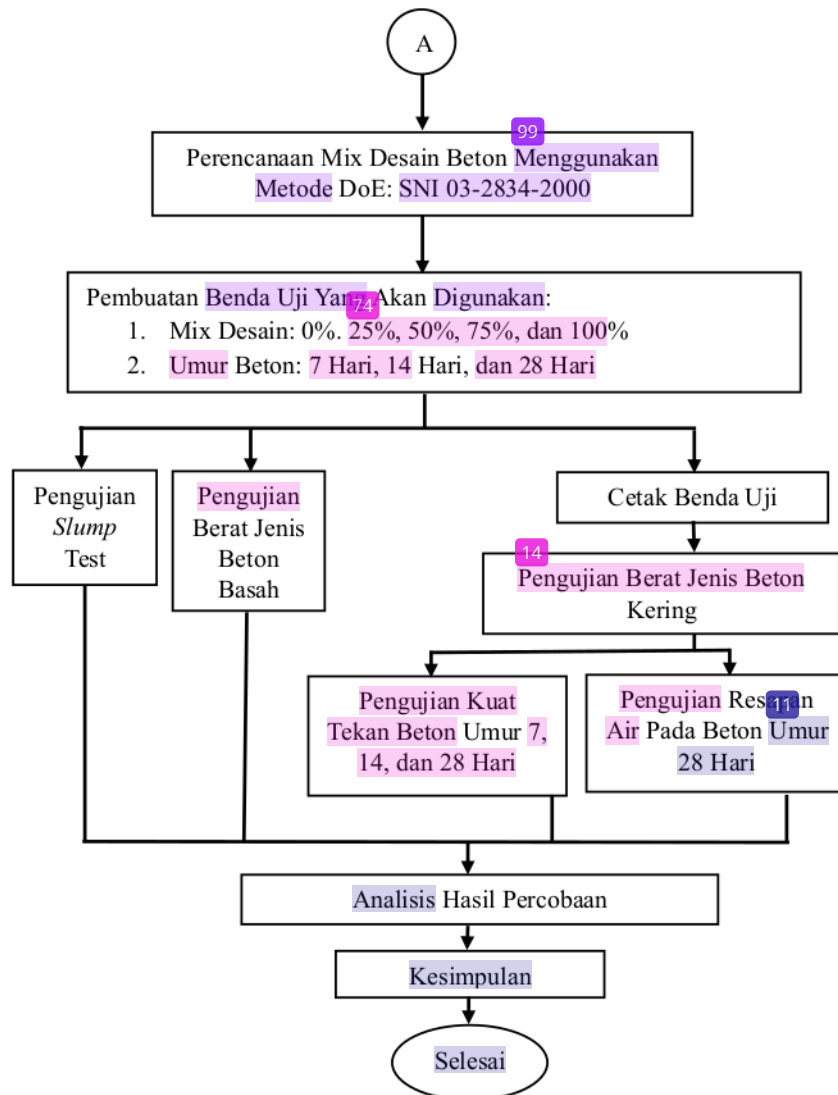 A
99
Perencanaan Mix Desain Beton Menggunakan
Metode DoE: SNI 03-2834-2000
Pembuatan Benda Uji Yang Akan Digunakan:
74
1. Mix Desain: 0%. 25%, 50%, 75%, dan 100%
2. Umur Beton: 7 Hari, 14 Hari, dan 28 Hari
Pengujian
Slump
Test
Pengujian
Berat Jenis
Beton
Basah
Cetak Benda Uji
14
Pengujian Berat Jenis Beton
Kering
Pengujian Kuat
Tekan Beton Umur 7,
14, dan 28 Hari
Pengujian Resapan
11
Air Pada Beton Umur
28 Hari
Analisis Hasil Percobaan
Kesimpulan
Selesai